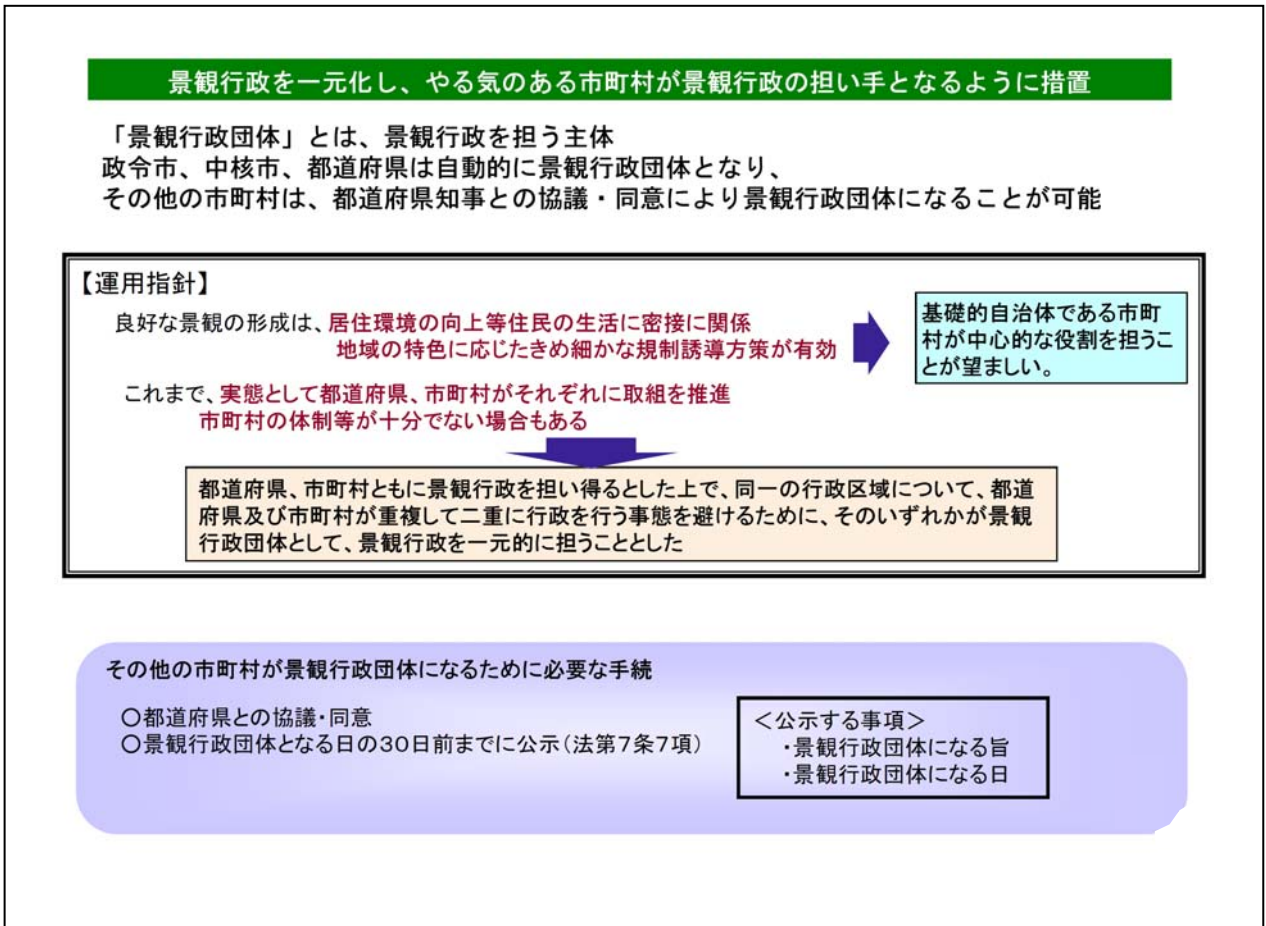 景観行政を一元化し、やる気のある市町村が景観行政の担い手となるように措置
「景観行政団体」とは、景観行政を担う主体
政令市、中核市、都道府県は自動的に景観行政団体となり、
その他の市町村は、都道府県知事との協議・同意により景観行政団体になることが可能
【運用指針】
良好な景観の形成は、居住環境の向上等住民の生活に密接に関係
地域の特色に応じたきめ細かな規制誘導方策が有効
基礎的自治体である市町
村が中心的な役割を担うこ
とが望ましい。
これまで、実態として都道府県、市町村がそれぞれに取組を推進
市町村の体制等が十分でない場合もある
都道府県、市町村ともに景観行政を担い得るとした上で、同一の行政区域について、都道
府県及び市町村が重複して二重に行政を行う事態を避けるために、そのいずれかが景観
行政団体として、景観行政を一元的に担うこととした
その他の市町村が景観行政団体になるために必要な手続
○都道府県との協議・同意
○景観行政団体となる日の30日前までに公示(法第7条7項)
<公示する事項>
・景観行政団体になる旨
・景観行政団体になる日